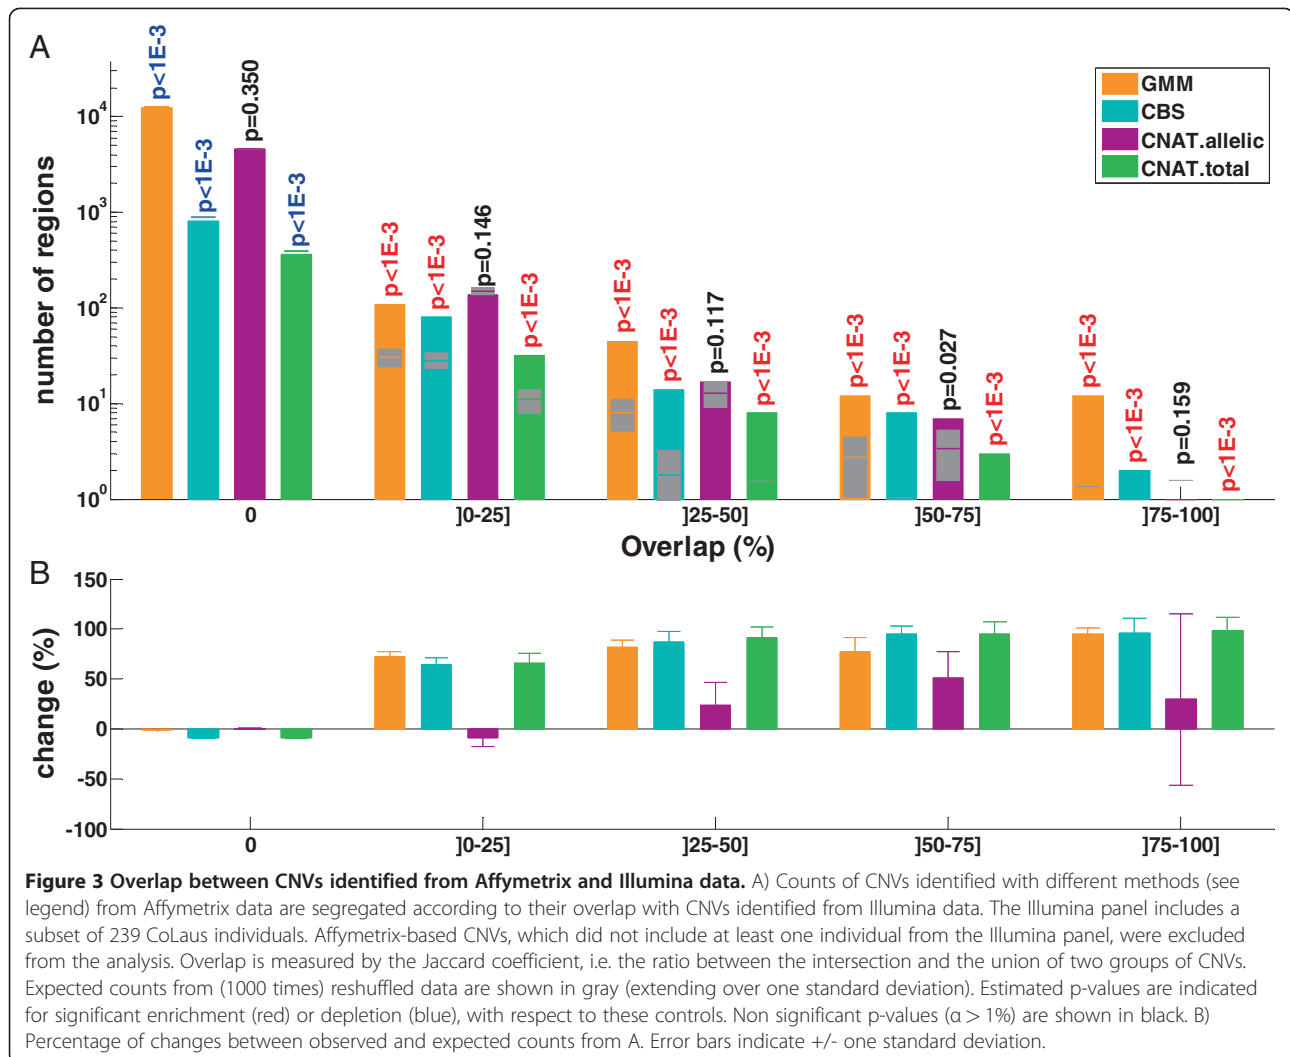 A
p<1E-3
p<1E-3
p=0.350
p<1E-3
p<1E-3
p<1E-3
p=0.146
p<1E-3
p<1E-3
p<1E-3
p=0.117
p<1E-3
p<1E-3
p<1E-3
p=0.027
p<1E-3
p<1E-3
p<1E-3
p=0.159
p<1E-3
GMM
CBS
CNAT.allelic
CNAT.total
number of regions
10^4
10^3
10^2
10^1
10^0
0 ]0-25] ]25-50] ]50-75] ]75-100]
Overlap (%)
B
change (%)
150
100
50
0
-50
-100
0 ]0-25] ]25-50] ]50-75] ]75-100]
Figure 3 Overlap between CNVs identified from Affymetrix and Illumina data. A) Counts of CNVs identified with different methods (see
legend) from Affymetrix data are segregated according to their overlap with CNVs identified from Illumina data. The Illumina panel includes a
subset of 239 CoLaus individuals. Affymetrix-based CNVs, which did not include at least one individual from the Illumina panel, were excluded
from the analysis. Overlap is measured by the Jaccard coefficient, i.e. the ratio between the intersection and the union of two groups of CNVs.
Expected counts from (1000 times) reshuffled data are shown in gray (extending over one standard deviation). Estimated p-values are indicated
for significant enrichment (red) or depletion (blue), with respect to these controls. Non significant p-values (α > 1%) are shown in black. B)
Percentage of changes between observed and expected counts from A. Error bars indicate +/- one standard deviation.